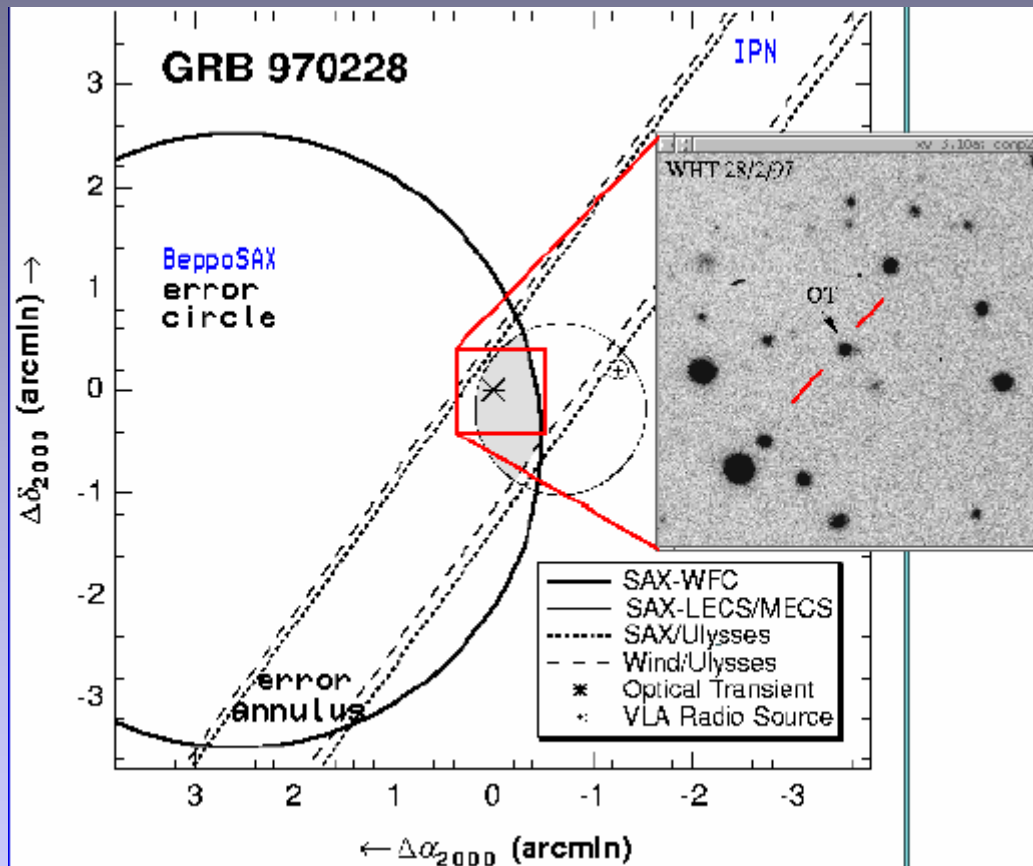 GRB 970228
IPN
3
2
1
0
-1
-2
-3
Δδ2000 (arcmin) →
BeppoSAX
error
circle
WHT 28/2/97
OT
SAX-WFC
SAX-LECS/MECS
SAX/Ulysses
Wind/Ulysses
Optical Transient
VLA Radio Source
error
annulus
3 2 1 0 -1 -2 -3
← Δα2000 (arcmin)